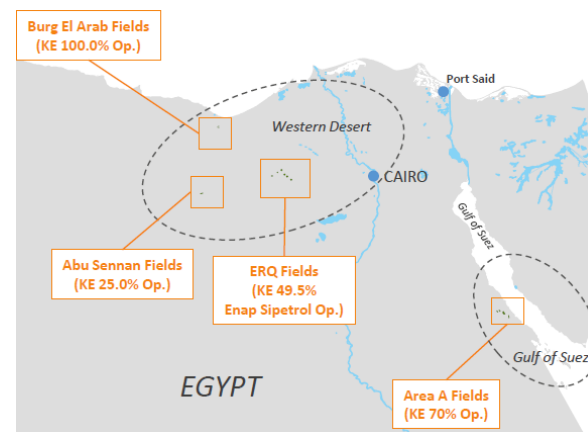 Burg El Arab Fields
(KE 100.0% Op.)
Port Said
Western Desert
CAIRO
Gulf of Suez
Abu Sennan Fields
(KE 25.0% Op.)
ERQ Fields
(KE 49.5%
Enap Sipetrol Op.)
Gulf of Suez
EGYPT
Area A Fields
(KE 70% Op.)